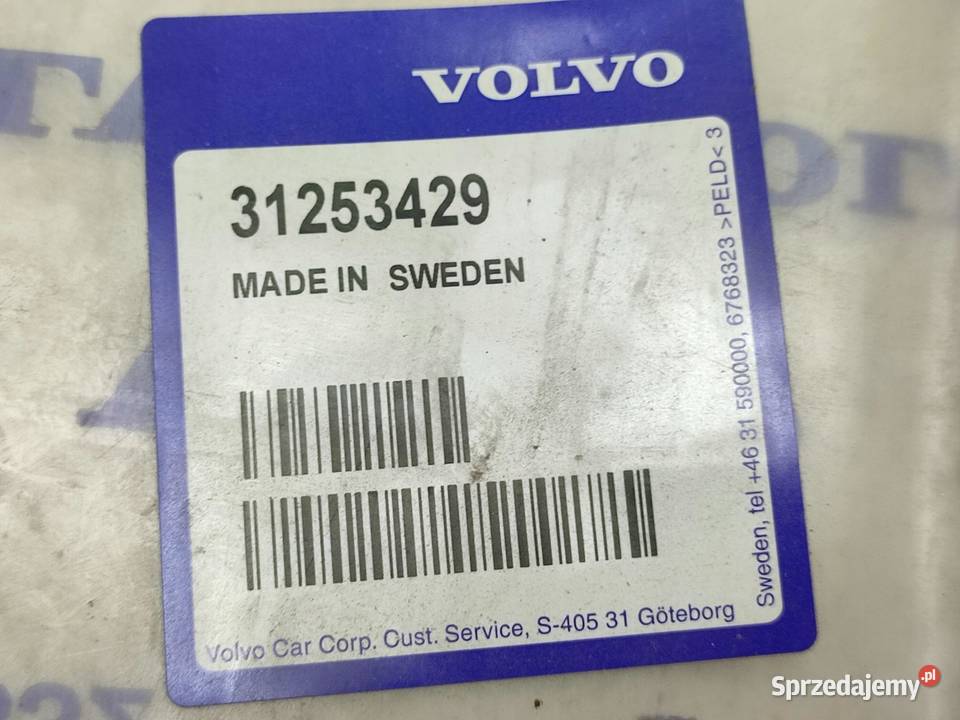 VOLVO
31253429
MADE IN SWEDEN
Volvo Car Corp. Cust. Service, S-405 31 Göteborg
Sweden, tel +46 31 590000, 6768323 >PELD< 3
Sprzedajemy.pl